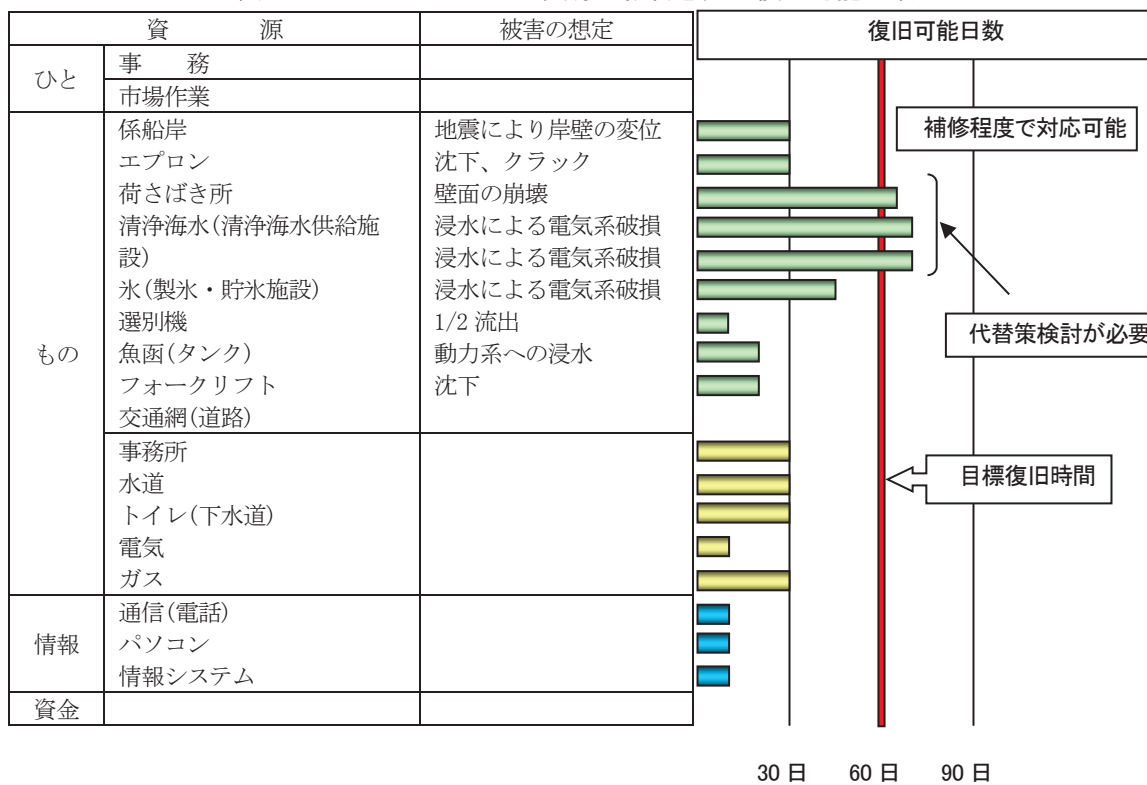 資 源 被害の想定 復旧可能日数
ひと
事 務
市場作業
もの
係船岸 地震により岸壁の変位
エプロン 沈下、クラック
荷さばき所 壁面の崩壊
清浄海水(清浄海水供給施 浸水による電気系破損
設) 浸水による電気系破損
氷(製氷・貯氷施設) 浸水による電気系破損
選別機 1/2 流出
魚函(タンク) 動力系への浸水
フォークリフト 沈下
交通網(道路)
補修程度で対応可能
代替策検討が必要
事務所
水道
トイレ(下水道)
電気
ガス
目標復旧時間
情報
通信(電話)
パソコン
情報システム
資金
30 日 60 日 90 日